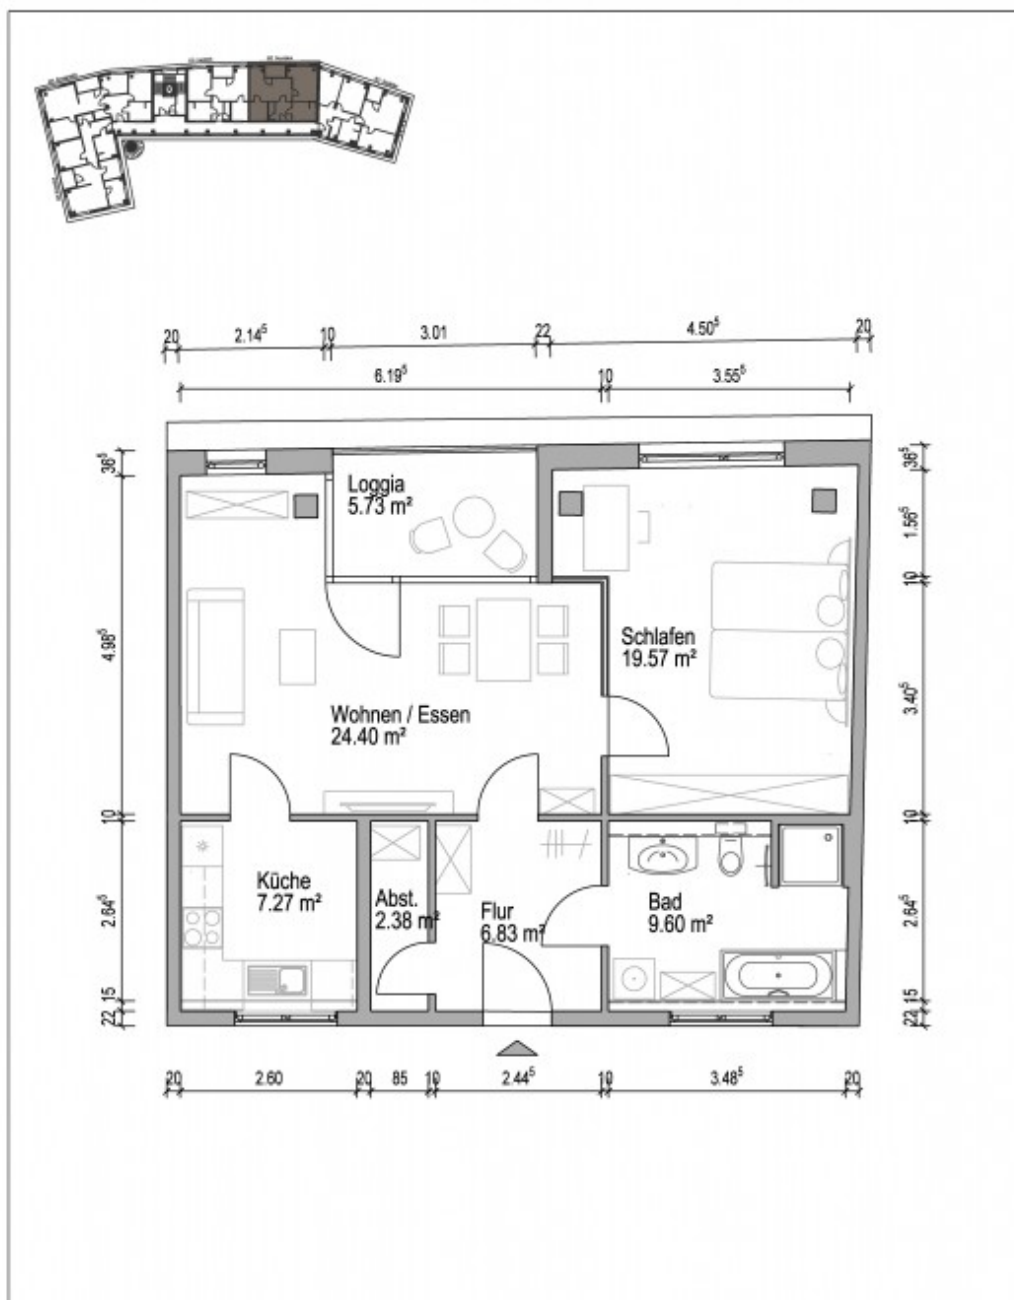 20 2.14⁵ 10 3.01 22 4.50⁵ 20
6.19⁵ 10 3.55⁵
36⁵
4.98⁵
10
2.64⁵
15
22
Loggia
5.73 m²
Schlafen
19.57 m²
Wohnen / Essen
24.40 m²
Küche
7.27 m²
Abst.
2.38 m²
Flur
6.83 m²
Bad
9.60 m²
36⁵
1.56⁵
10
3.40⁵
10
2.64⁵
15
22
20 2.60 20 85 10 2.44⁵ 10 3.48⁵ 20